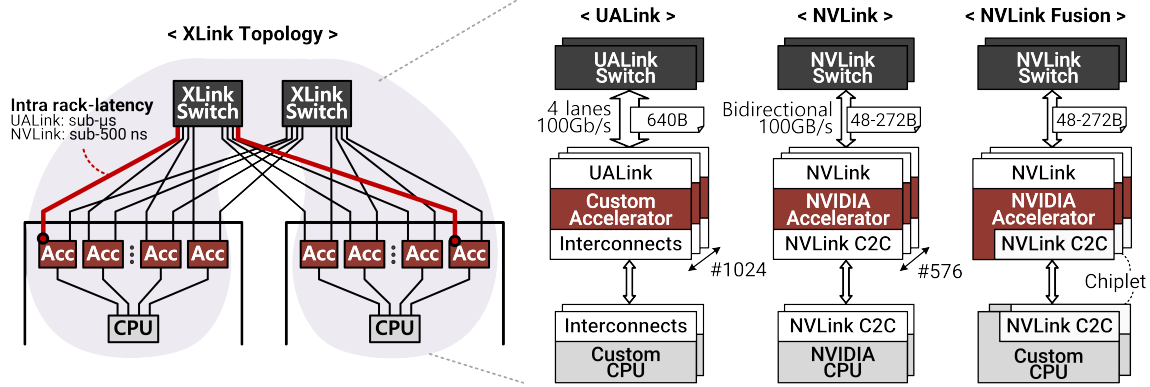 < XLink Topology >
XLink
Switch
XLink
Switch
Intra rack-latency
UALink: sub-μs
NVLink: sub-500 ns
Acc
Acc
Acc
Acc
Acc
Acc
Acc
Acc
CPU
CPU
< UALink >
UALink
Switch
4 lanes
100Gb/s
640B
UALink
Custom
Accelerator
Interconnects
#1024
Interconnects
Custom
CPU
< NVLink >
NVLink
Switch
Bidirectional
100GB/s
48-272B
NVLink
NVIDIA
Accelerator
NVLink C2C
#576
NVLink C2C
NVIDIA
CPU
< NVLink Fusion >
NVLink
Switch
48-272B
NVLink
NVIDIA
Accelerator
NVLink C2C
Chiplet
NVLink C2C
Custom
CPU